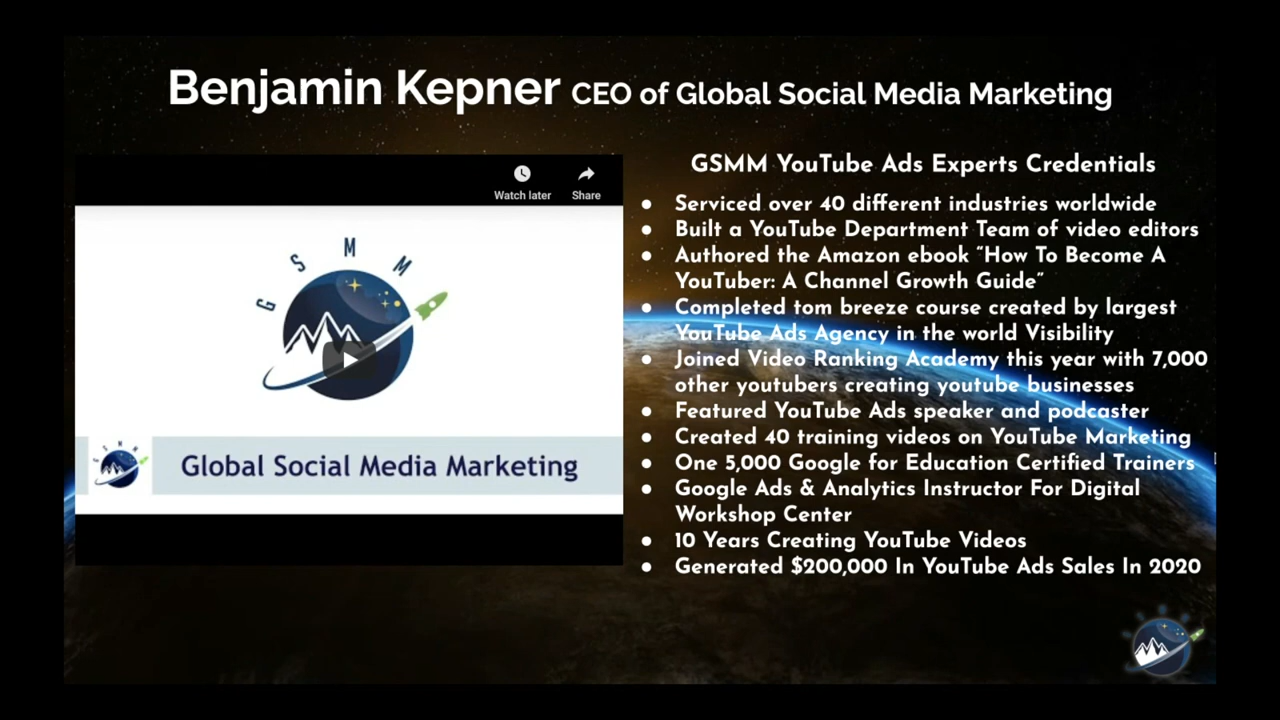 Benjamin Kepner CEO of Global Social Media Marketing
Watch later
Share
G S M M
G S M M
Global Social Media Marketing
GSMM YouTube Ads Experts Credentials
● Serviced over 40 different industries worldwide
● Built a YouTube Department Team of video editors
● Authored the Amazon ebook “How To Become A
YouTuber: A Channel Growth Guide”
● Completed tom breeze course created by largest
YouTube Ads Agency in the world Visibility
● Joined Video Ranking Academy this year with 7,000
other youtubers creating youtube businesses
● Featured YouTube Ads speaker and podcaster
● Created 40 training videos on YouTube Marketing
● One 5,000 Google for Education Certified Trainers
● Google Ads & Analytics Instructor For Digital
Workshop Center
● 10 Years Creating YouTube Videos
● Generated $200,000 In YouTube Ads Sales In 2020